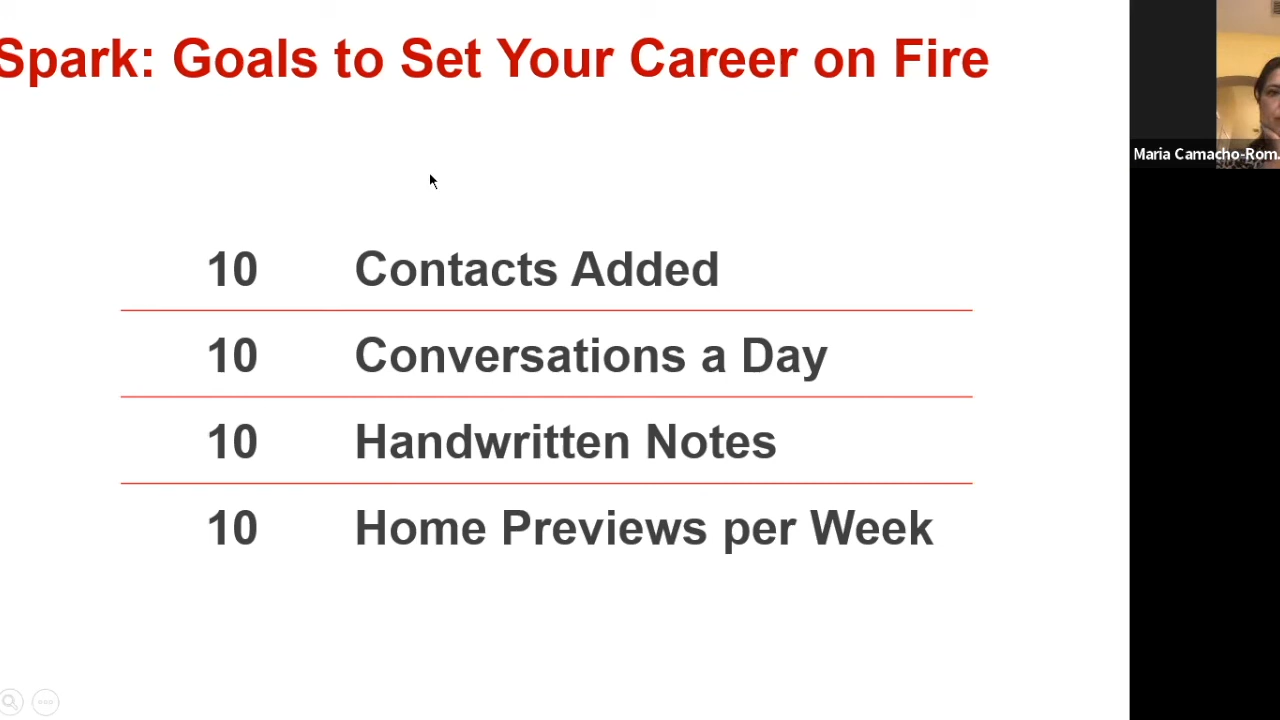 Spark: Goals to Set Your Career on Fire
Maria Camacho-Rom.
10 Contacts Added
10 Conversations a Day
10 Handwritten Notes
10 Home Previews per Week